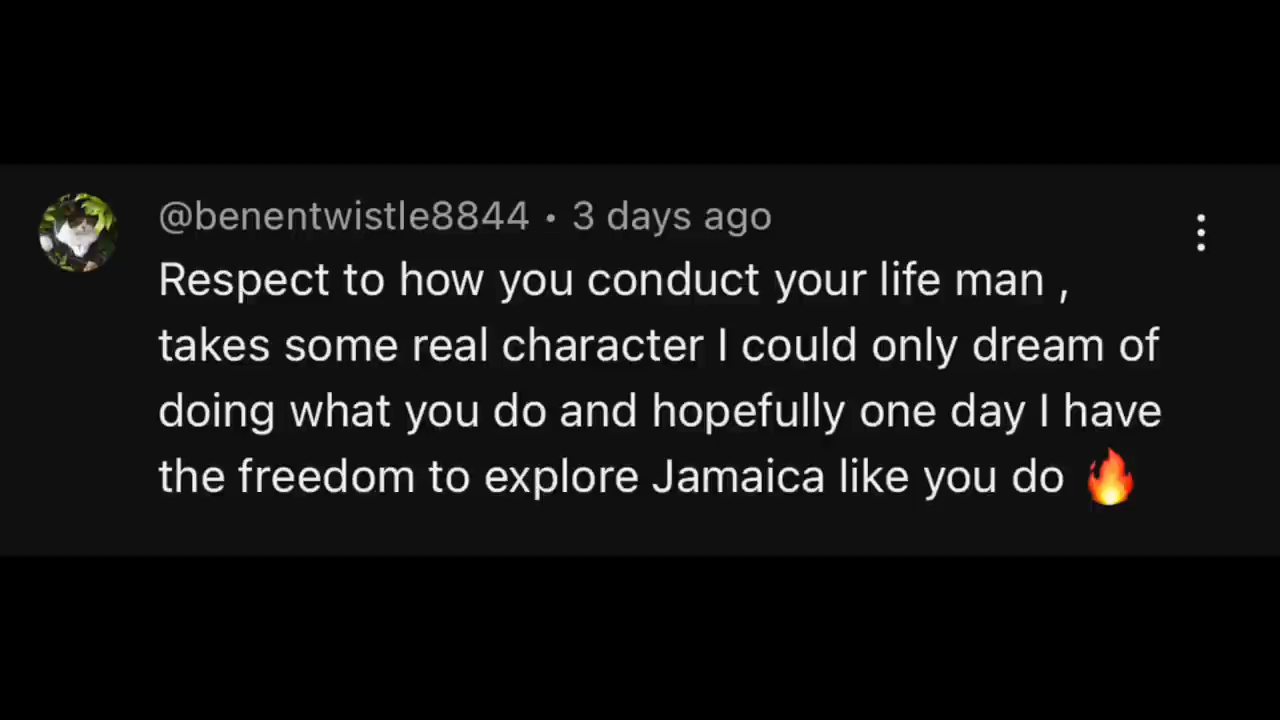 @benentwistle8844 • 3 days ago
Respect to how you conduct your life man ,
takes some real character I could only dream of
doing what you do and hopefully one day I have
the freedom to explore Jamaica like you do 🔥